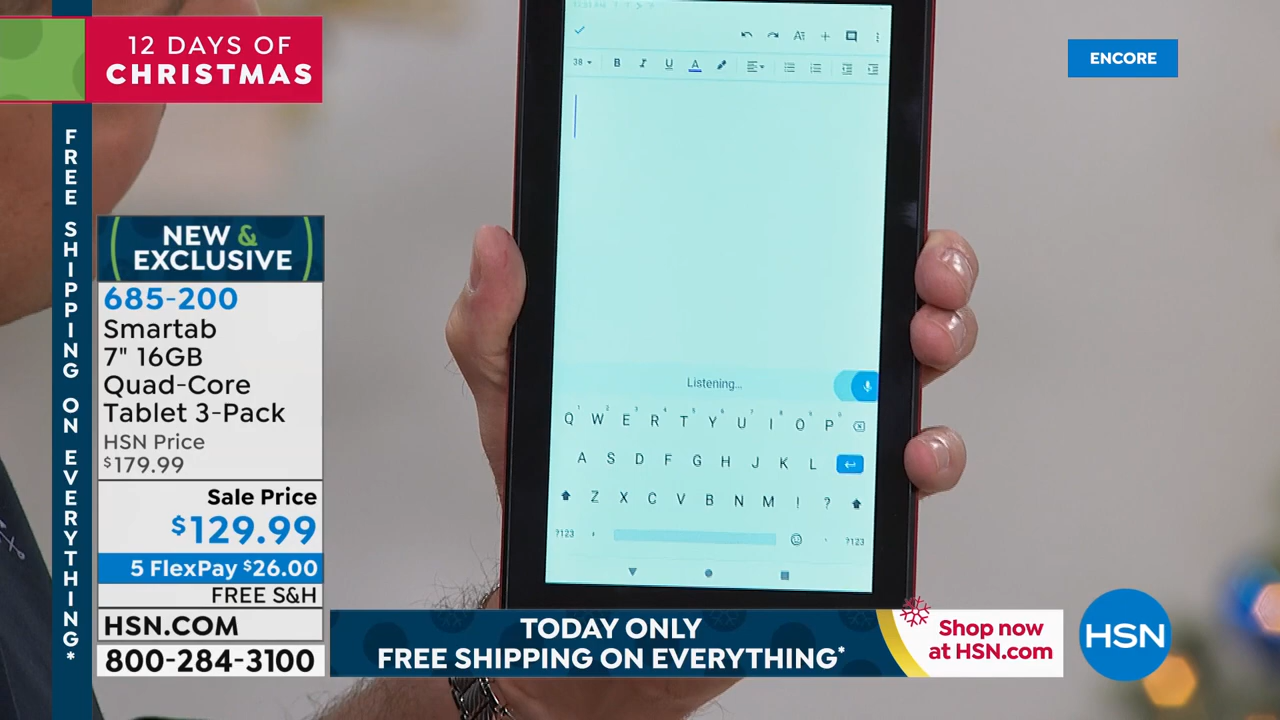 12 DAYS OF
CHRISTMAS
ENCORE
FREE SHIPPING ON EVERYTHING*
NEW &
EXCLUSIVE
685-200
Smartab
7" 16GB
Quad-Core
Tablet 3-Pack
HSN Price
$179.99
Sale Price
$129.99
5 FlexPay $26.00
FREE S&H
HSN.COM
800-284-3100
38
B I U A
Listening...
Q W E R T Y U I O P
A S D F G H J K L
Z X C V B N M ! ?
?123 , . ?123
TODAY ONLY
FREE SHIPPING ON EVERYTHING*
Shop now
at HSN.com
HSN